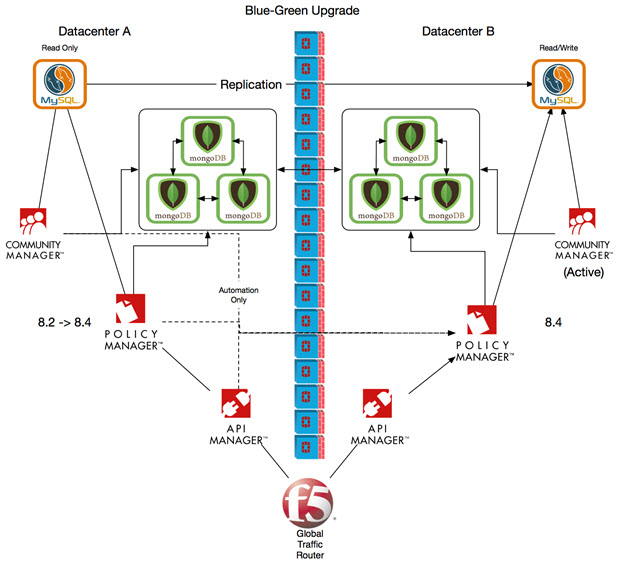 Blue-Green Upgrade
Datacenter A
Datacenter B
Read Only
Read/Write
MySQL
Replication
MySQL
mongoDB
mongoDB
mongoDB
mongoDB
mongoDB
mongoDB
COMMUNITY
MANAGER™
COMMUNITY
MANAGER™
(Active)
Automation
Only
8.2 -> 8.4
POLICY
MANAGER™
POLICY
MANAGER™
8.4
API
MANAGER™
API
MANAGER™
f5
Global
Traffic
Router